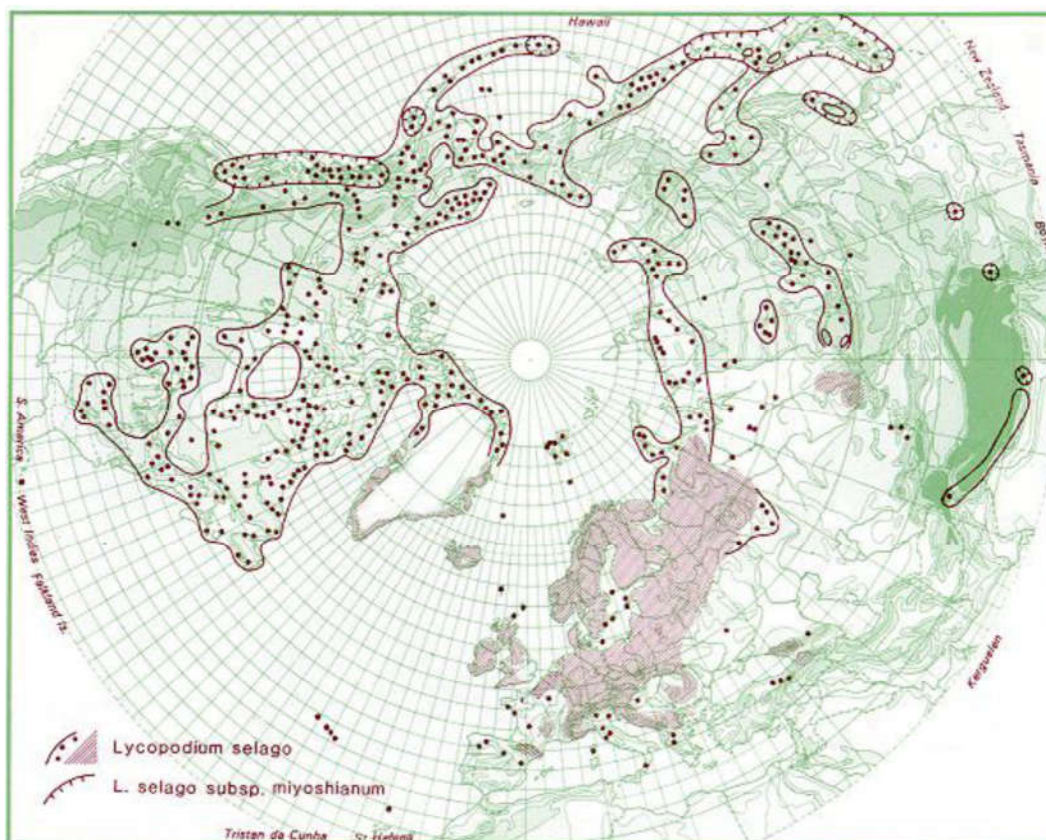 Hawaii
New Zealand
Tasmania
S. America
West Indies
Falkland Is.
Kerguelen
Lycopodium selago
L. selago subsp. miyoshianum
Tristan da Cunha